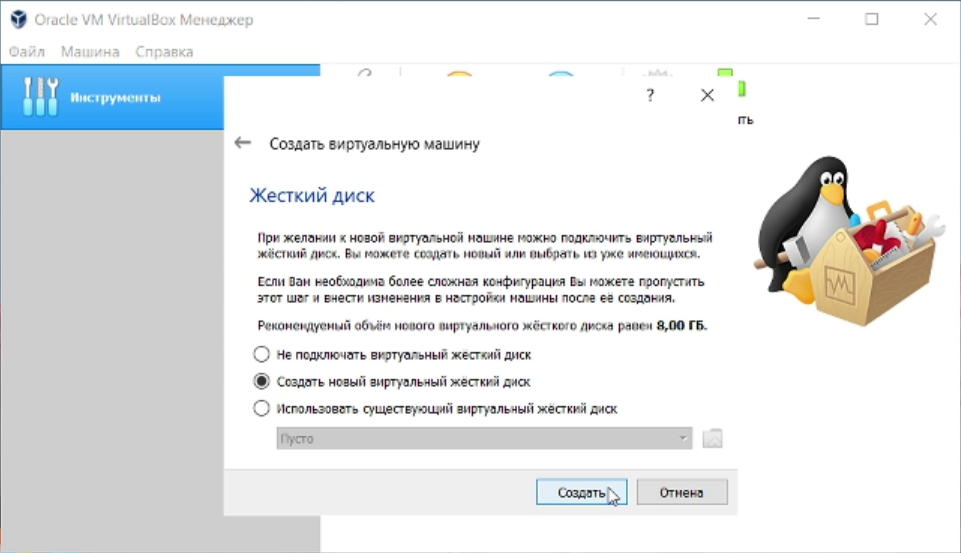 Oracle VM VirtualBox Менеджер
Файл Машина Справка
Инструменты
?
ть
Создать виртуальную машину
Жесткий диск
При желании к новой виртуальной машине можно подключить виртуальный
жёсткий диск. Вы можете создать новый или выбрать из уже имеющихся.
Если Вам необходима более сложная конфигурация Вы можете пропустить
этот шаг и внести изменения в настройки машины после её создания.
Рекомендуемый объём нового виртуального жёсткого диска равен 8,00 ГБ.
Не подключать виртуальный жёсткий диск
Создать новый виртуальный жёсткий диск
Использовать существующий виртуальный жёсткий диск
Пусто
Создать Отмена